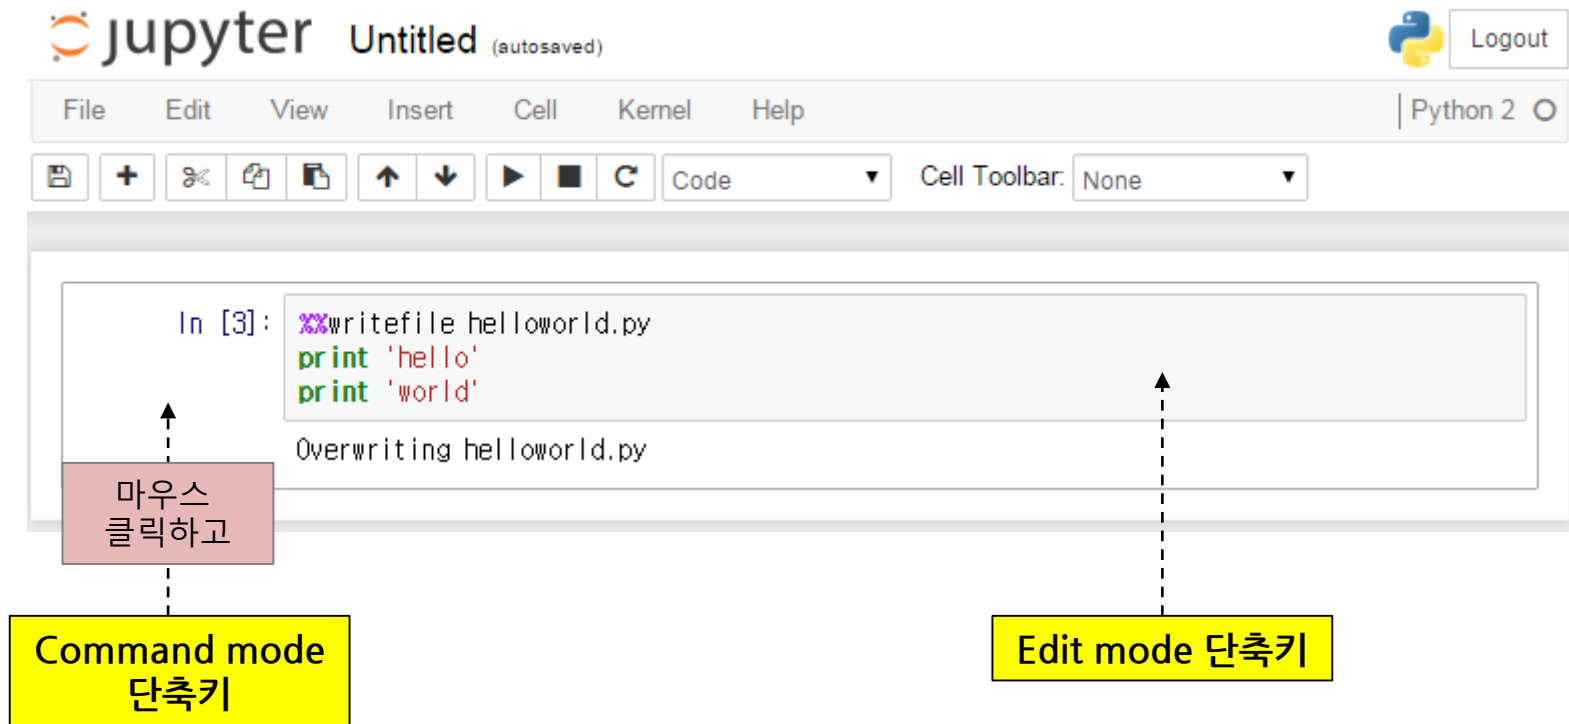 jupyter Untitled (autosaved) Logout
File Edit View Insert Cell Kernel Help Python 2
Code Cell Toolbar: None
In [3]: %%writefile helloworld.py
print 'hello'
print 'world'
Overwriting helloworld.py
마우스
클릭하고
Command mode
단축키
Edit mode 단축키